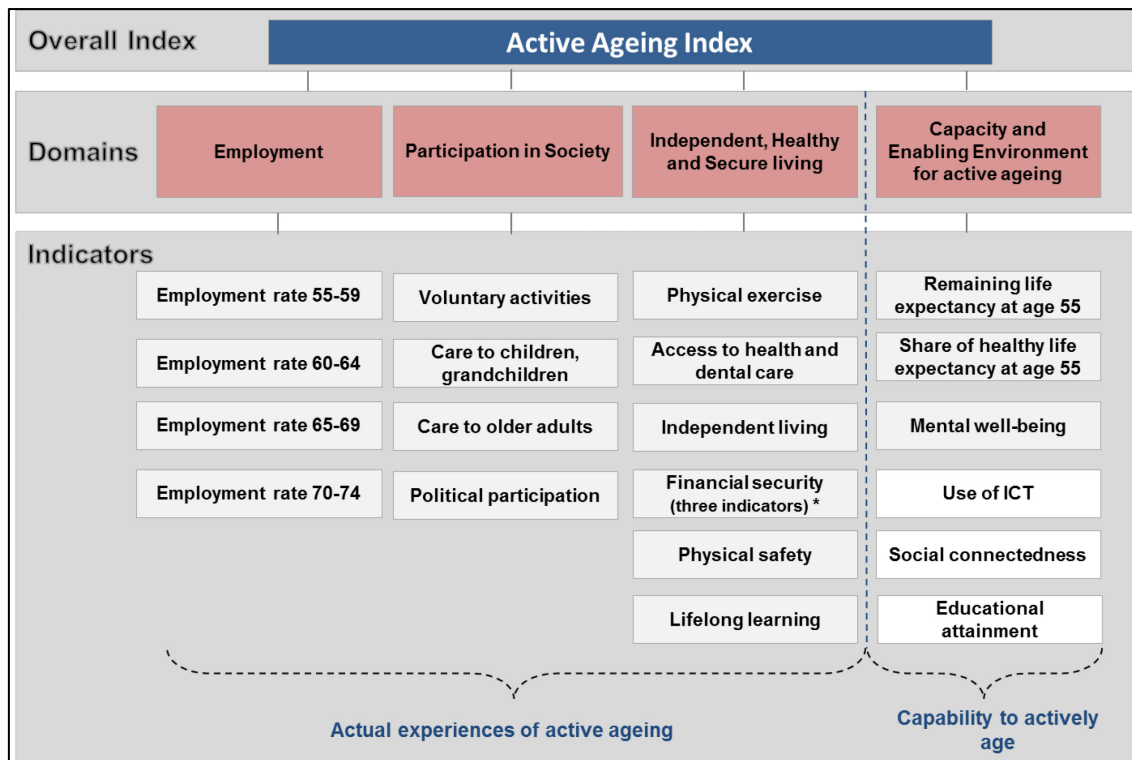 Overall Index
Active Ageing Index
Domains
Employment
Participation in Society
Independent, Healthy
and Secure living
Capacity and
Enabling Environment
for active ageing
Indicators
Employment rate 55-59
Voluntary activities
Physical exercise
Remaining life
expectancy at age 55
Employment rate 60-64
Care to children,
grandchildren
Access to health and
dental care
Share of healthy life
expectancy at age 55
Employment rate 65-69
Care to older adults
Independent living
Mental well-being
Employment rate 70-74
Political participation
Financial security
(three indicators) *
Use of ICT
Physical safety
Social connectedness
Lifelong learning
Educational
attainment
Actual experiences of active ageing
Capability to actively
age